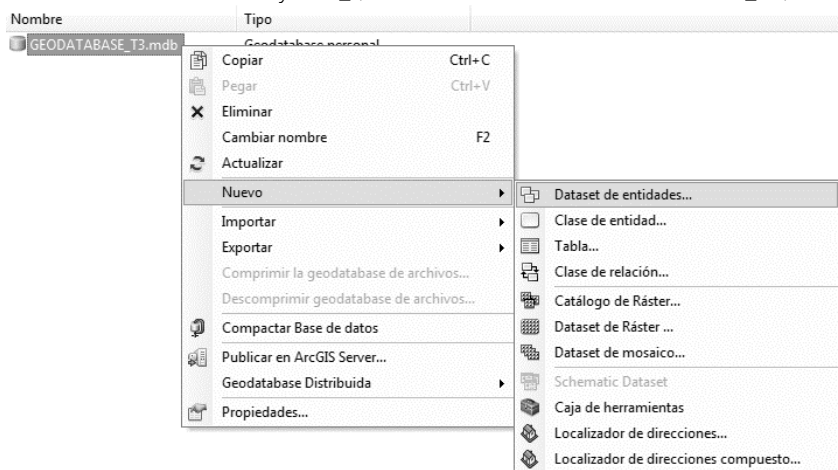 Nombre Tipo
GEODATABASE_T3.mdb Geodatabase personal
Copiar Ctrl+C
Pegar Ctrl+V
Eliminar
Cambiar nombre F2
Actualizar
Nuevo
Importar
Exportar
Comprimir la geodatabase de archivos...
Descomprimir geodatabase de archivos...
Compactar Base de datos
Publicar en ArcGIS Server...
Geodatabase Distribuida
Propiedades...
Dataset de entidades...
Clase de entidad...
Tabla...
Clase de relación...
Catálogo de Ráster...
Dataset de Ráster ...
Dataset de mosaico...
Schematic Dataset
Caja de herramientas
Localizador de direcciones...
Localizador de direcciones compuesto...